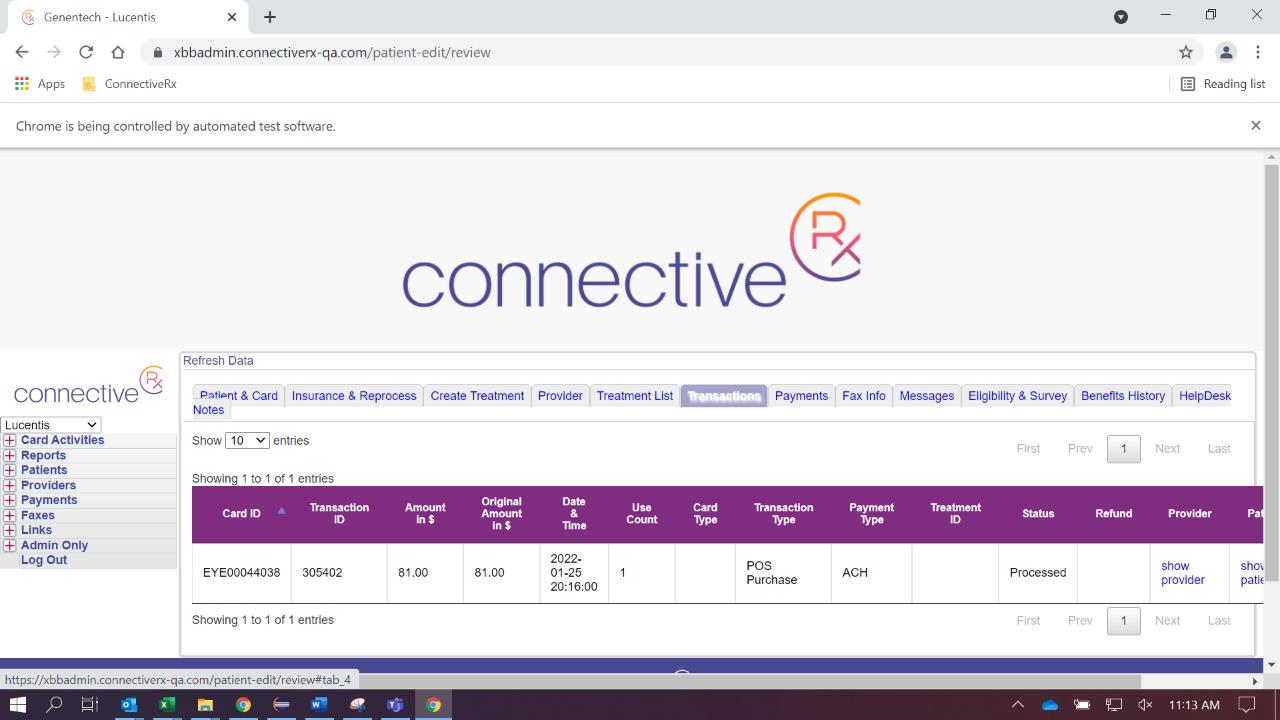 Genentech - Lucentis
xbbadmin.connectiverx-qa.com/patient-edit/review
Apps ConnectiveRx Reading list
Chrome is being controlled by automated test software.
connective Rx
connective Rx
Refresh Data
Patient & Card Insurance & Reprocess Create Treatment Provider Treatment List Transactions Payments Fax Info Messages Eligibility & Survey Benefits History HelpDesk
Notes
Lucentis
Card Activities
Reports
Patients
Providers
Payments
Faxes
Links
Admin Only
Log Out
Show 10 entries
First Prev 1 Next Last
Showing 1 to 1 of 1 entries
Card ID Transaction ID Amount in $ Original Amount in $ Date & Time Use Count Card Type Transaction Type Payment Type Treatment ID Status Refund Provider Pat
EYE00044038 305402 81.00 81.00 2022-01-25 20:16:00 1 POS Purchase ACH Processed show provider show patie
Showing 1 to 1 of 1 entries
First Prev 1 Next Last
https://xbbadmin.connectiverx-qa.com/patient-edit/review#tab_4
11:13 AM